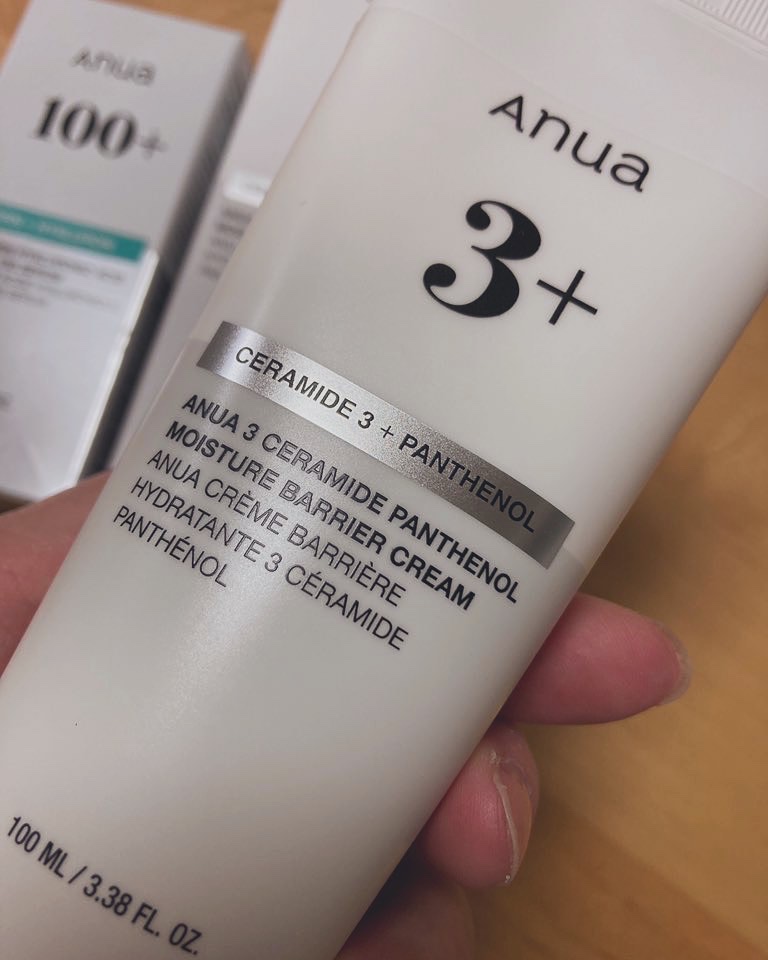 Anua
3+
CERAMIDE 3 + PANTHENOL
ANUA 3 CERAMIDE PANTHENOL
MOISTURE BARRIER CREAM
ANUA CRÈME BARRIÈRE
HYDRATANTE 3 CÉRAMIDE
PANTHÉNOL
100 ML / 3.38 FL. OZ.
Anua
100+